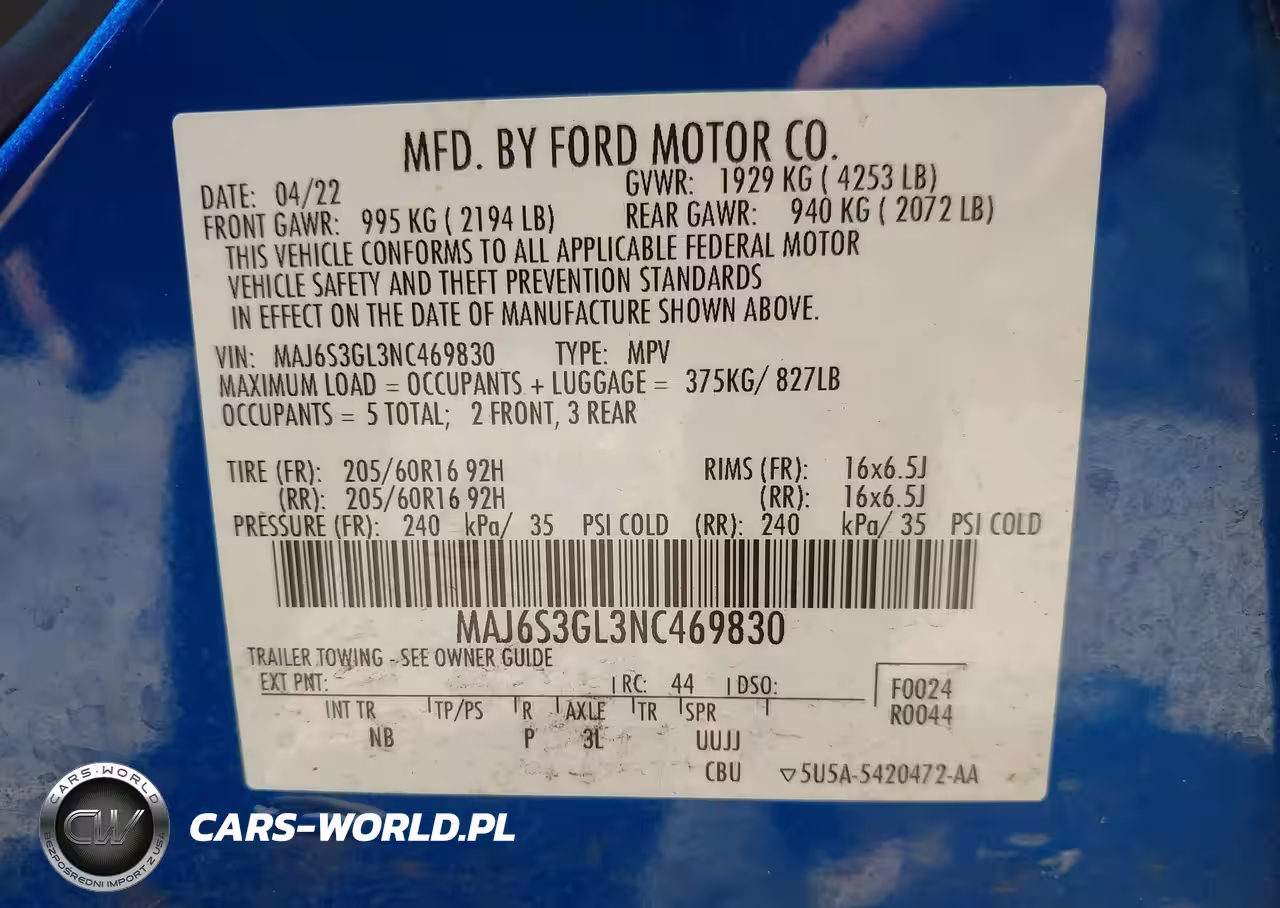 MFD. BY FORD MOTOR CO.
DATE: 04/22 GVWR: 1929 KG ( 4253 LB)
FRONT GAWR: 995 KG ( 2194 LB) REAR GAWR: 940 KG ( 2072 LB)
THIS VEHICLE CONFORMS TO ALL APPLICABLE FEDERAL MOTOR
VEHICLE SAFETY AND THEFT PREVENTION STANDARDS
IN EFFECT ON THE DATE OF MANUFACTURE SHOWN ABOVE.
VIN: MAJ6S3GL3NC469830 TYPE: MPV
MAXIMUM LOAD = OCCUPANTS + LUGGAGE = 375KG/ 827LB
OCCUPANTS = 5 TOTAL; 2 FRONT, 3 REAR
TIRE (FR): 205/60R16 92H RIMS (FR): 16x6.5J
(RR): 205/60R16 92H (RR): 16x6.5J
PRESSURE (FR): 240 kPa/ 35 PSI COLD (RR): 240 kPa/ 35 PSI COLD
MAJ6S3GL3NC469830
TRAILER TOWING - SEE OWNER GUIDE
EXT PNT: RC: 44 DSO: F0024
INT TR TP/PS R AXLE TR SPR R0044
NB P 3L UUJJ
CBU ▽5U5A-5420472-AA
CARS-WORLD
CW
BEZPOŚREDNI IMPORT Z USA
CARS-WORLD.PL